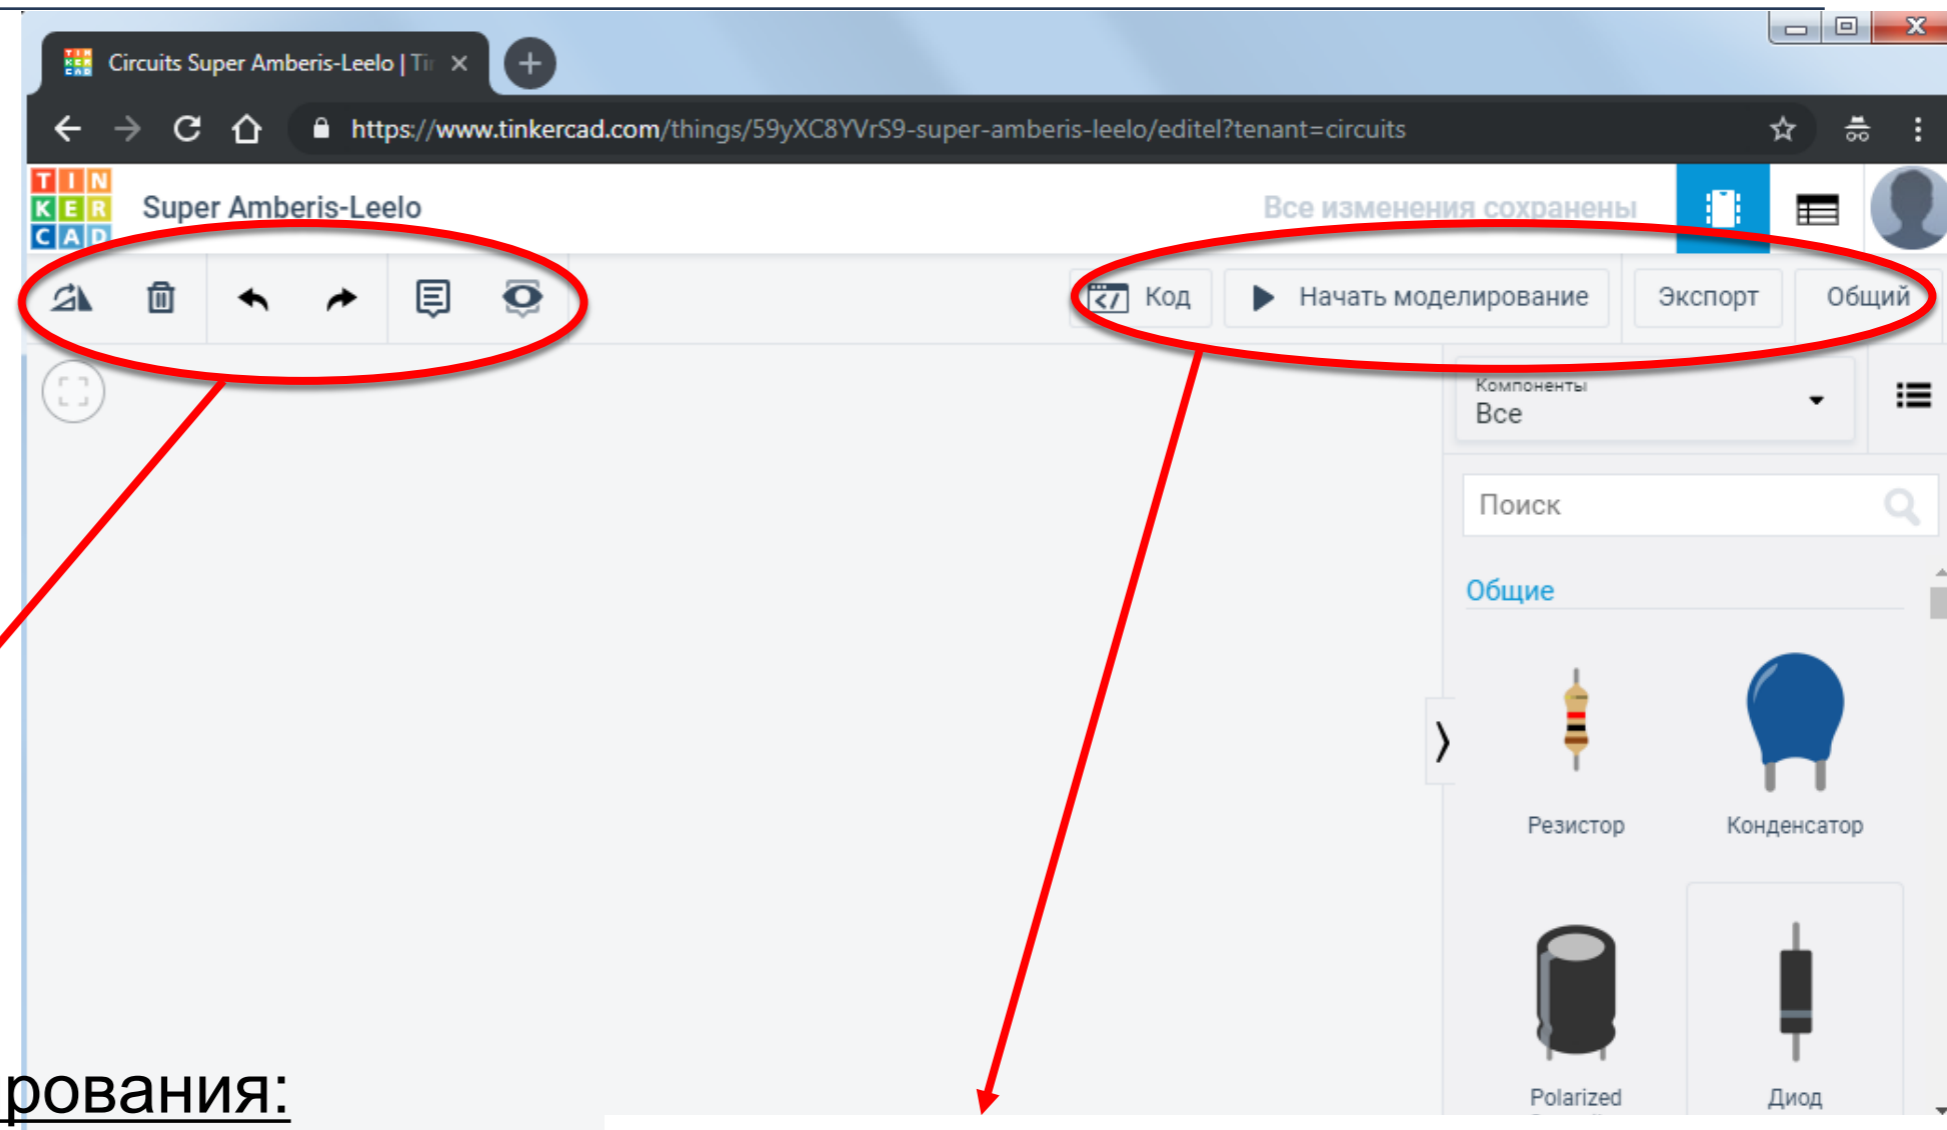 Circuits Super Amberis-Leelo | Tin
https://www.tinkercad.com/things/59yXC8YVrS9-super-amberis-leelo/editel?tenant=circuits
TIN
KER
CAD
Super Amberis-Leelo
Все изменения сохранены
Код
Начать моделирование
Экспорт
Общий
Компоненты
Все
Поиск
Общие
Резистор
Конденсатор
Polarized
Диод
рования: